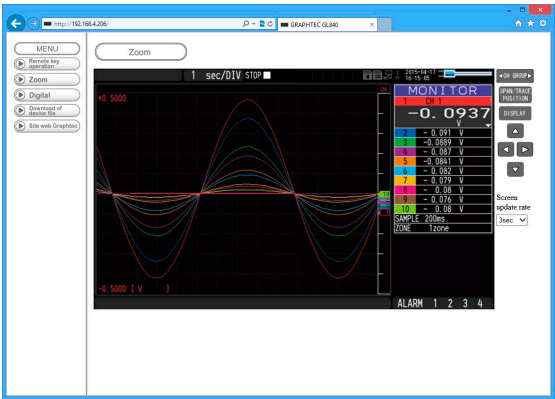 http://192.168.4.206/
GRAPHTEC GL840
MENU
Remote key
operation
Zoom
Digital
Download of
device file
Site web Graphtec
Zoom
1 sec/DIV STOP
2015-04-17
16:15:05
CH
+0.5000
-0.5000 [ V ]
10
MONITOR
1 CH 1
-0.0937
V
2 - 0.091 V
3 -0.0889 V
4 - 0.087 V
5 -0.0841 V
6 - 0.082 V
7 - 0.079 V
8 - 0.08 V
9 - 0.076 V
10 - 0.08 V
SAMPLE 200ms
ZONE 1zone
ALARM 1 2 3 4
CH GROUP
SPAN/TRACE
POSITION
DISPLAY
Screen
update rate
3sec